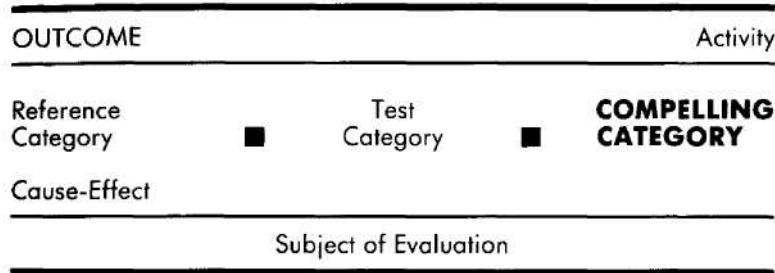 OUTCOME Activity
Reference Test COMPELLING
Category ■ Category ■ CATEGORY
Cause-Effect
Subject of Evaluation